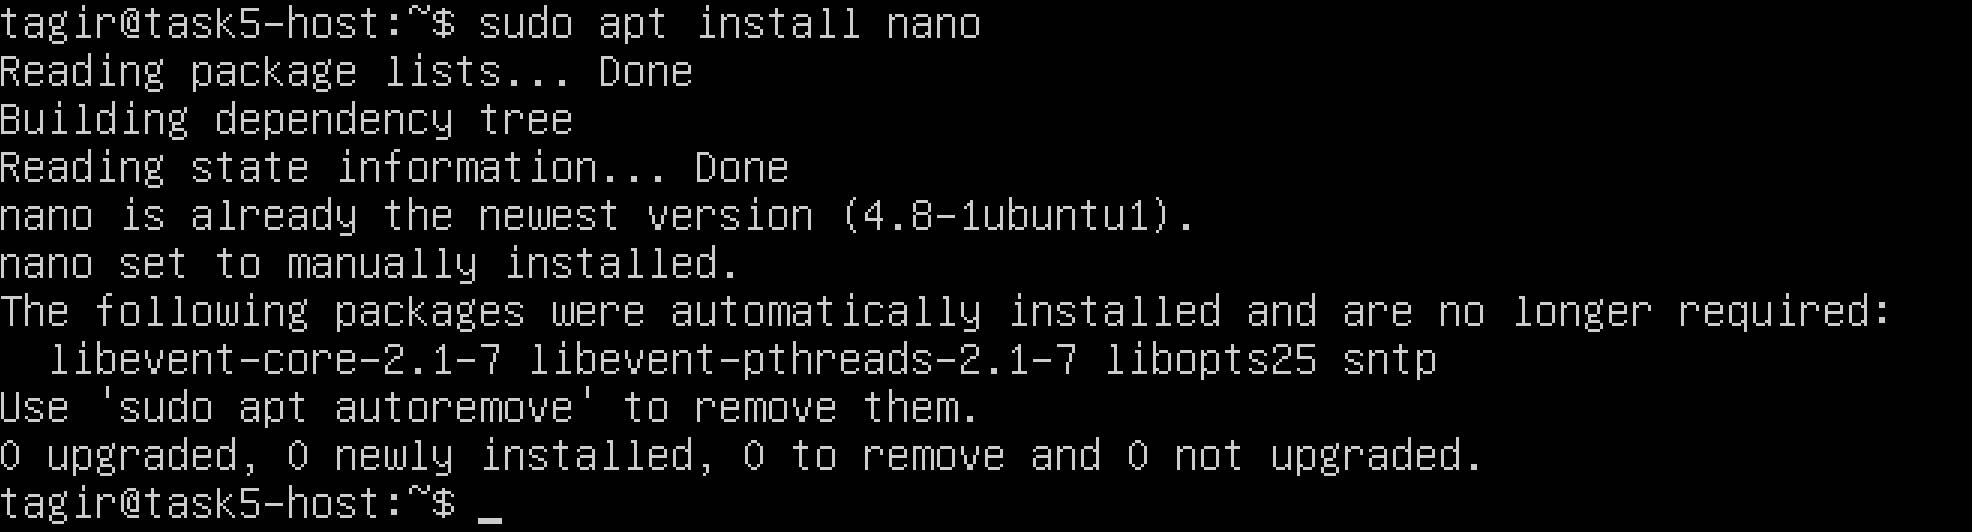 tagir@task5-host:~$ sudo apt install nano
Reading package lists... Done
Building dependency tree
Reading state information... Done
nano is already the newest version (4.8-1ubuntu1).
nano set to manually installed.
The following packages were automatically installed and are no longer required:
  libevent-core-2.1-7 libevent-pthreads-2.1-7 libopts25 sntp
Use 'sudo apt autoremove' to remove them.
0 upgraded, 0 newly installed, 0 to remove and 0 not upgraded.
tagir@task5-host:~$ _